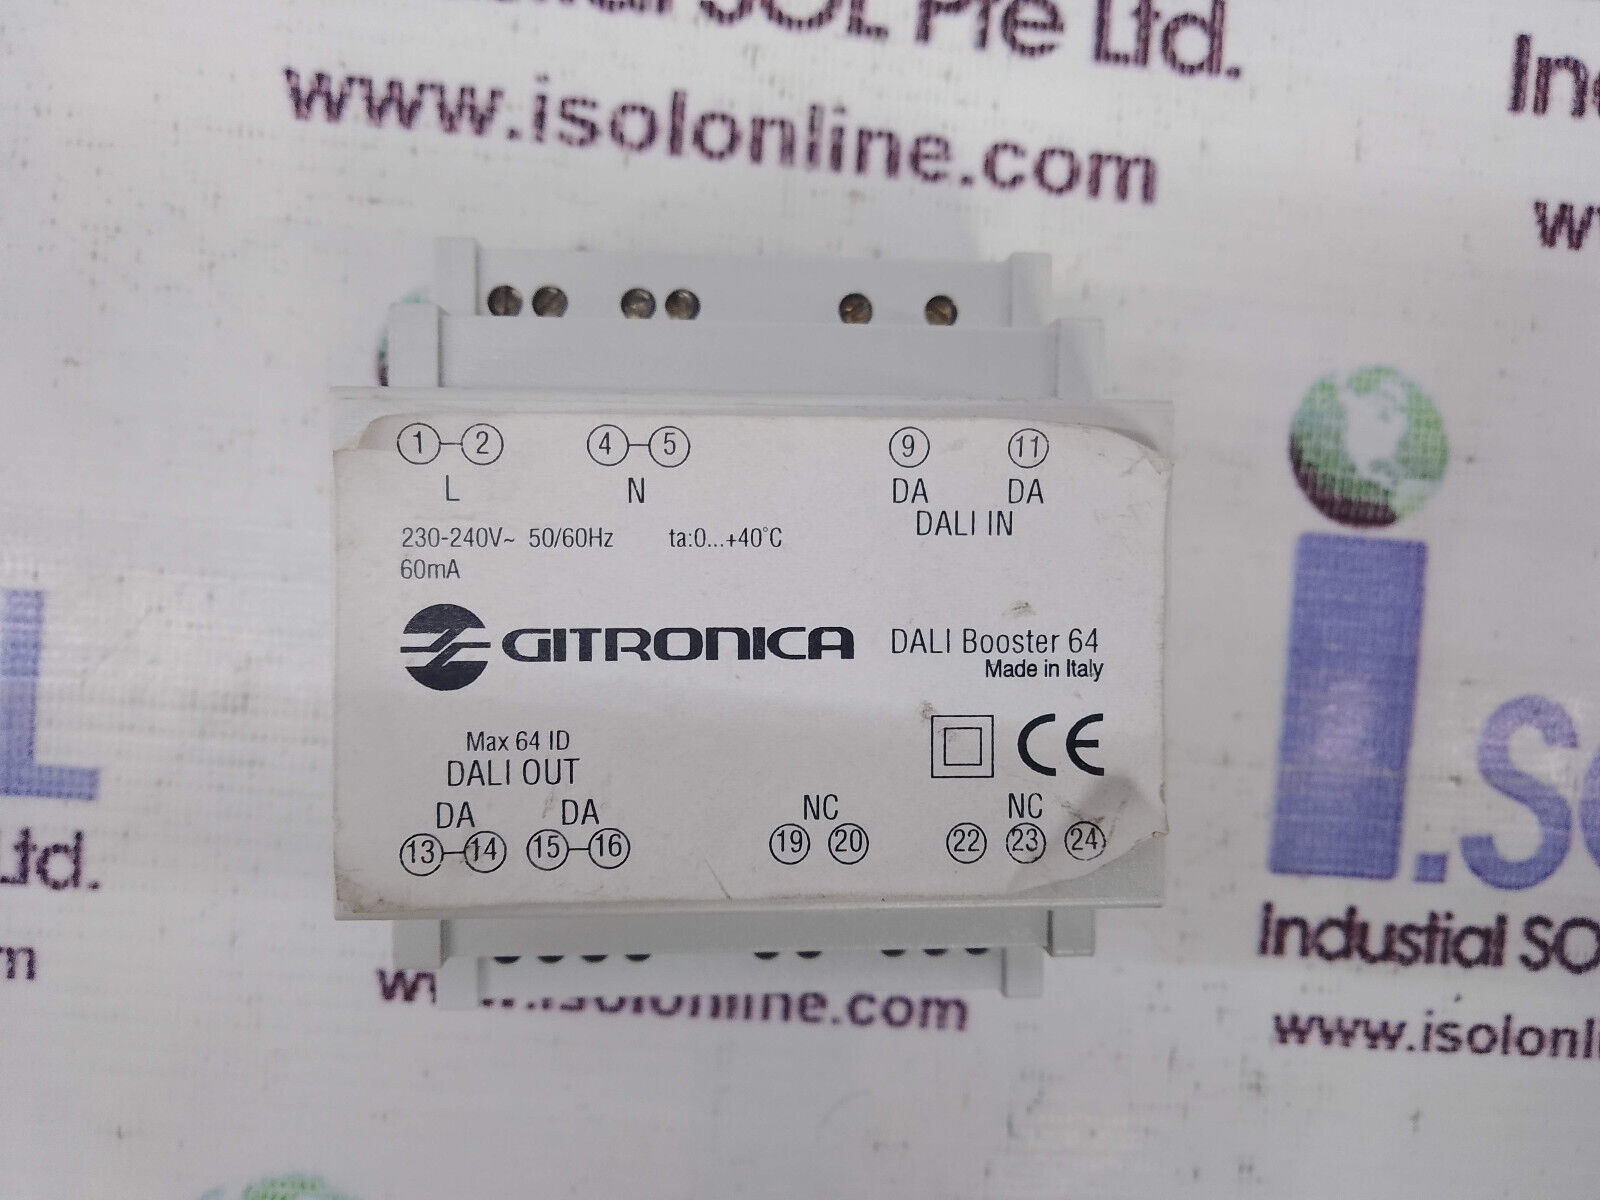 SOL Pte Ltd.
www.isolonline.com
1 2 4 5 9 11
L N DA DA
DALI IN
230-240V~ 50/60Hz ta:0...+40°C
60mA
GITRONICA DALI Booster 64
Made in Italy
Max 64 ID
DALI OUT
CE
DA DA NC NC
13 14 15 16 19 20 22 23 24
Ltd.
i.so
Industial SO
www.isolonli